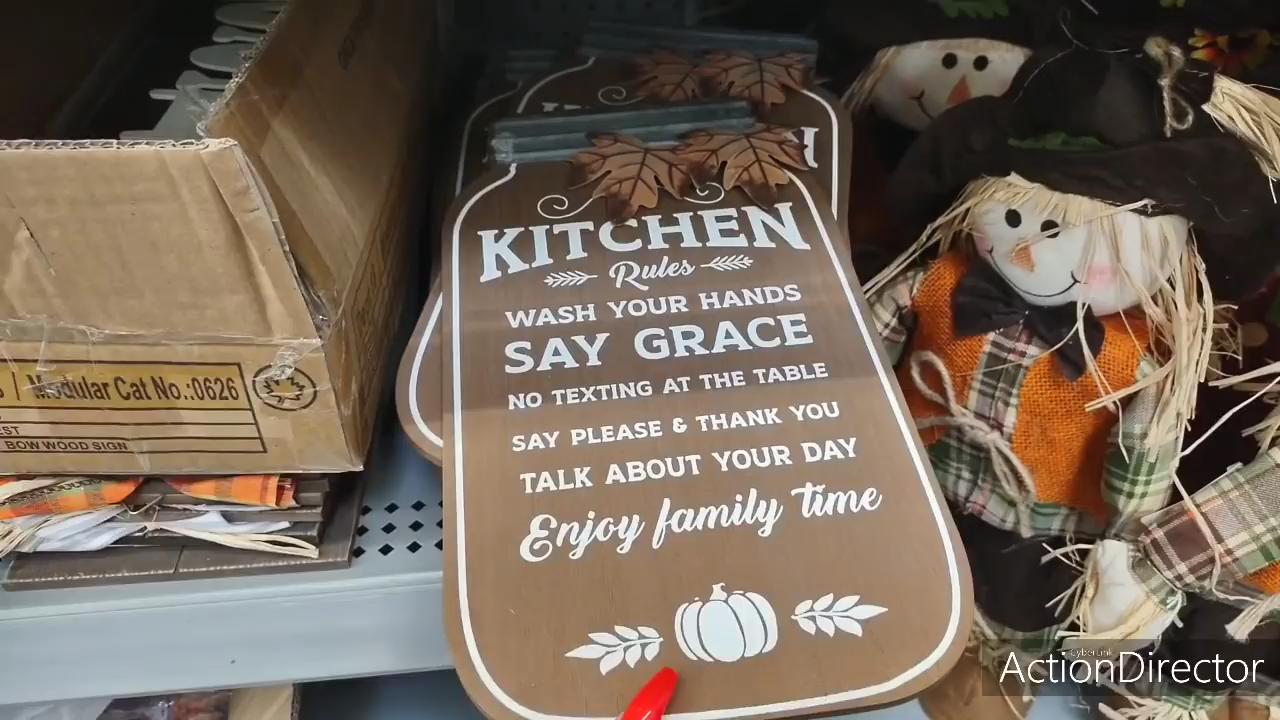 KITCHEN
Rules
WASH YOUR HANDS
SAY GRACE
NO TEXTING AT THE TABLE
SAY PLEASE & THANK YOU
TALK ABOUT YOUR DAY
Enjoy family time
/ Modular Cat No.:0626
BOW WOOD SIGN
CyberLink
ActionDirector